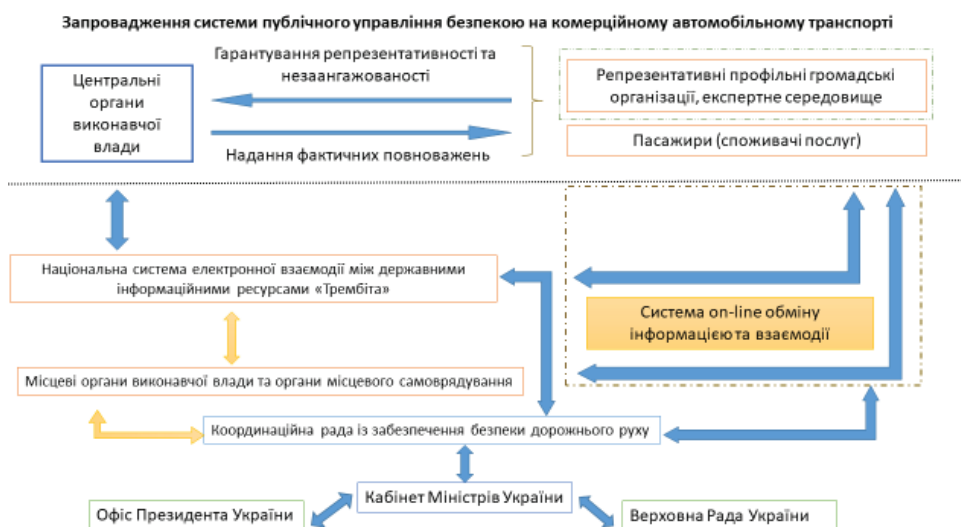 Запровадження системи публічного управління безпекою на комерційному автомобільному транспорті
Гарантування репрезентативності та
незаангажованості
Центральні
органи
виконавчої
влади
Надання фактичних повноважень
Репрезентативні профільні громадські
організації, експертне середовище
Пасажири (споживачі послуг)
Національна система електронної взаємодії між державними
інформаційними ресурсами «Трембіта»
Система on-line обміну
інформацією та взаємодії
Місцеві органи виконавчої влади та органи місцевого самоврядування
Координаційна рада із забезпечення безпеки дорожнього руху
Кабінет Міністрів України
Офіс Президента України
Верховна Рада України